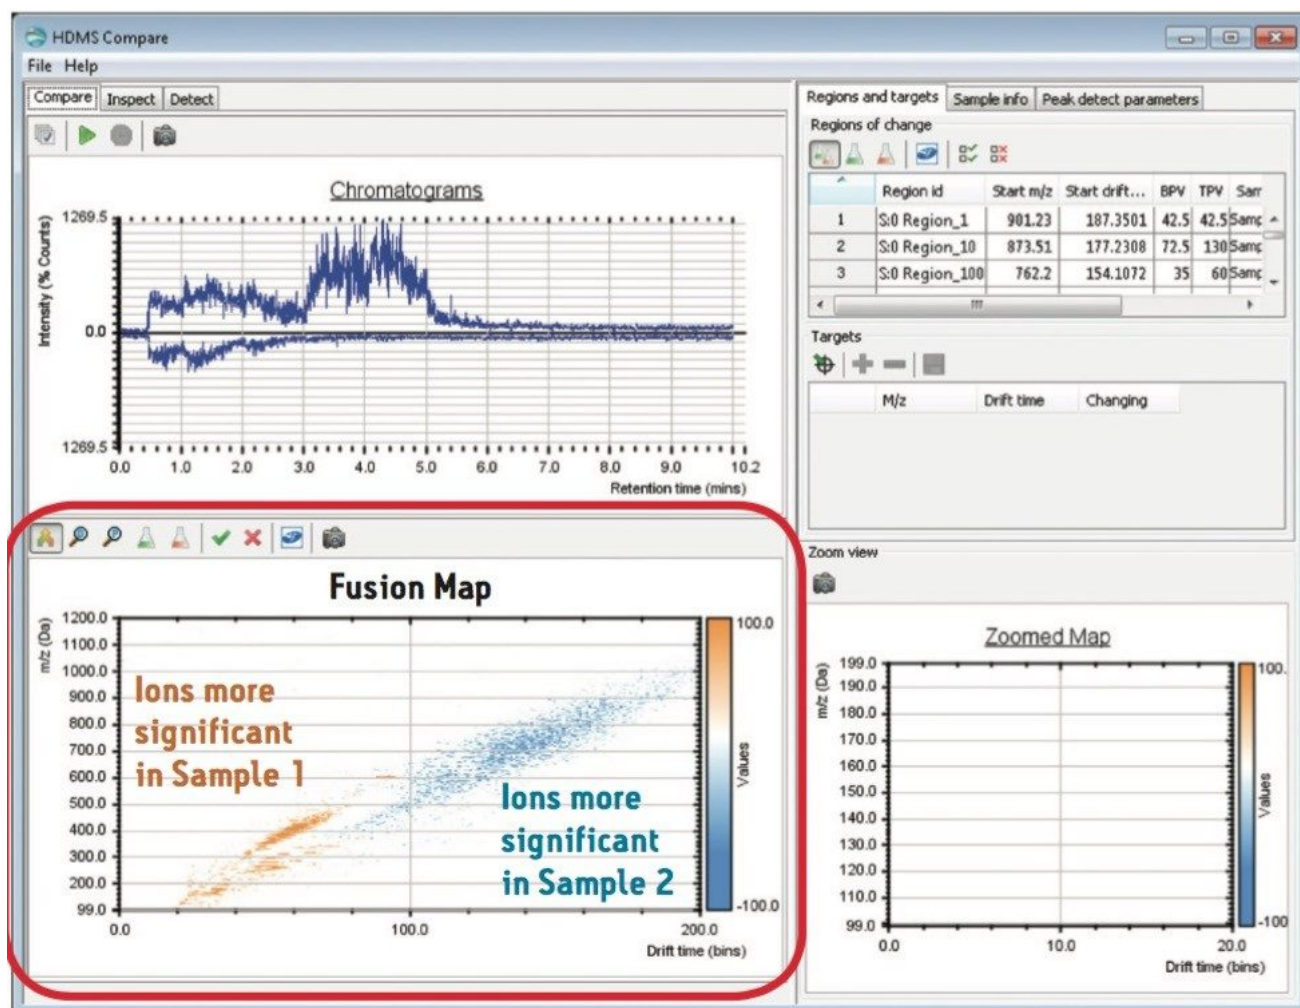 HDMS Compare
File Help
Compare Inspect Detect
Chromatograms
Intensity (% Counts)
1269.5
0.0
1269.5
0.0 1.0 2.0 3.0 4.0 5.0 6.0 7.0 8.0 9.0 10.2
Retention time (mins)
Fusion Map
m/z (Da)
1200.0
1100.0
1000.0
900.0
800.0
700.0
600.0
500.0
400.0
300.0
200.0
99.0
0.0 100.0 200.0
Drift time (bins)
Ions more
significant
in Sample 1
Ions more
significant
in Sample 2
100.0
Values
-100.0
Regions and targets Sample info Peak detect parameters
Regions of change
Region id Start m/z Start drift... BPV TPV Sam
1 S:0 Region_1 901.23 187.3501 42.5 42.5 Samp
2 S:0 Region_10 873.51 177.2308 72.5 130 Samp
3 S:0 Region_100 762.2 154.1072 35 60 Samp
Targets
M/z Drift time Changing
Zoom view
Zoomed Map
m/z (Da)
199.0
190.0
180.0
170.0
160.0
150.0
140.0
130.0
120.0
110.0
99.0
0.0 10.0 20.0
Drift time (bins)
100.
Values
-100